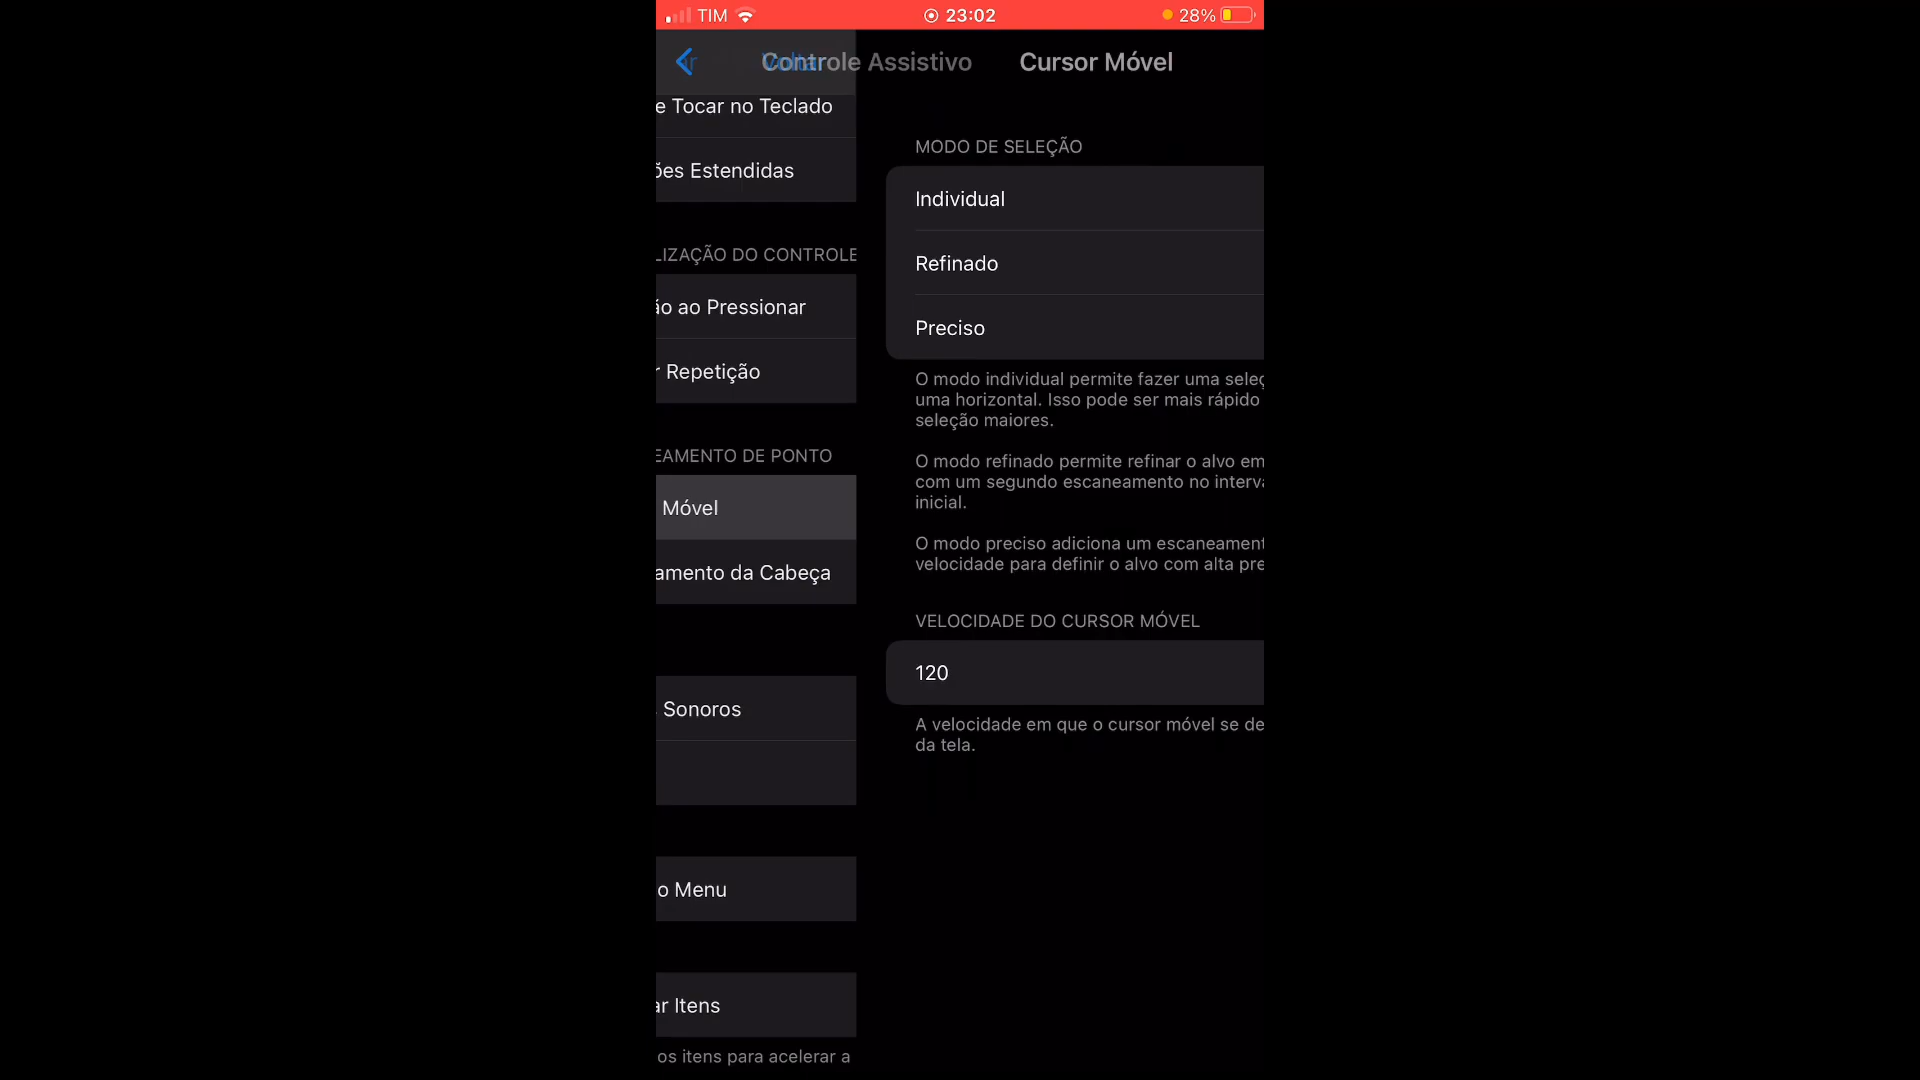 TIM 23:02 28%
Voltar Controle Assistivo Cursor Móvel
e Tocar no Teclado
ões Estendidas
LIZAÇÃO DO CONTROLE
ão ao Pressionar
r Repetição
EAMENTO DE PONTO
Móvel
amento da Cabeça
Sonoros
o Menu
ar Itens
os itens para acelerar a
MODO DE SELEÇÃO
Individual
Refinado
Preciso
O modo individual permite fazer uma seleç
uma horizontal. Isso pode ser mais rápido
seleção maiores.
O modo refinado permite refinar o alvo em
com um segundo escaneamento no interva
inicial.
O modo preciso adiciona um escaneament
velocidade para definir o alvo com alta pre
VELOCIDADE DO CURSOR MÓVEL
120
A velocidade em que o cursor móvel se de
da tela.